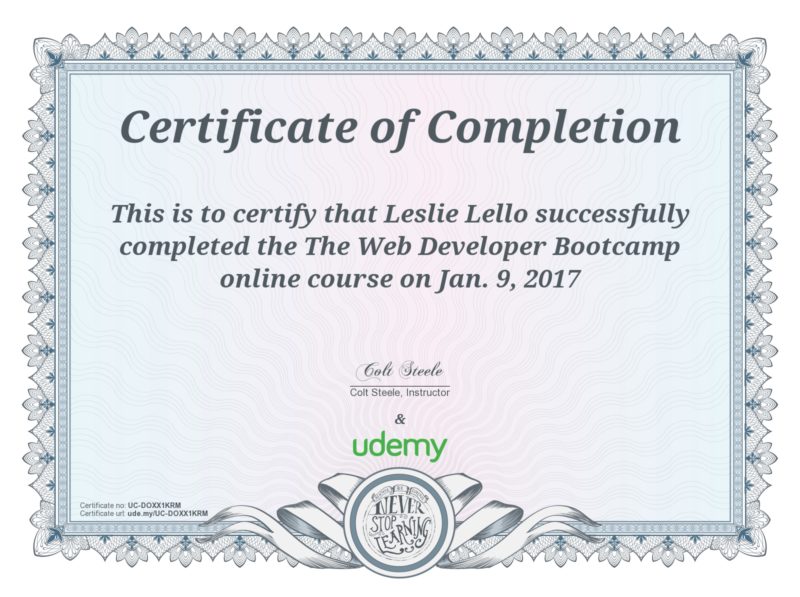 Certificate of Completion
This is to certify that Leslie Lello successfully
completed the The Web Developer Bootcamp
online course on Jan. 9, 2017
Colt Steele
Colt Steele, Instructor
&
udemy
Certificate no: UC-DOXX1KRM
Certificate url: ude.my/UC-DOXX1KRM
NEVER
STOP
LEARNING